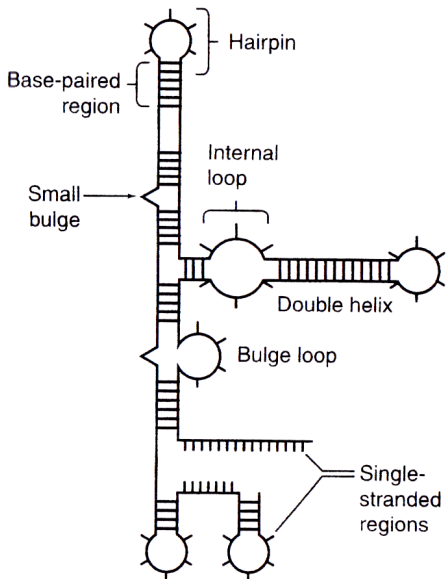 Hairpin
Base-paired
region
Internal
loop
Small
bulge
Double helix
Bulge loop
Single-
stranded
regions